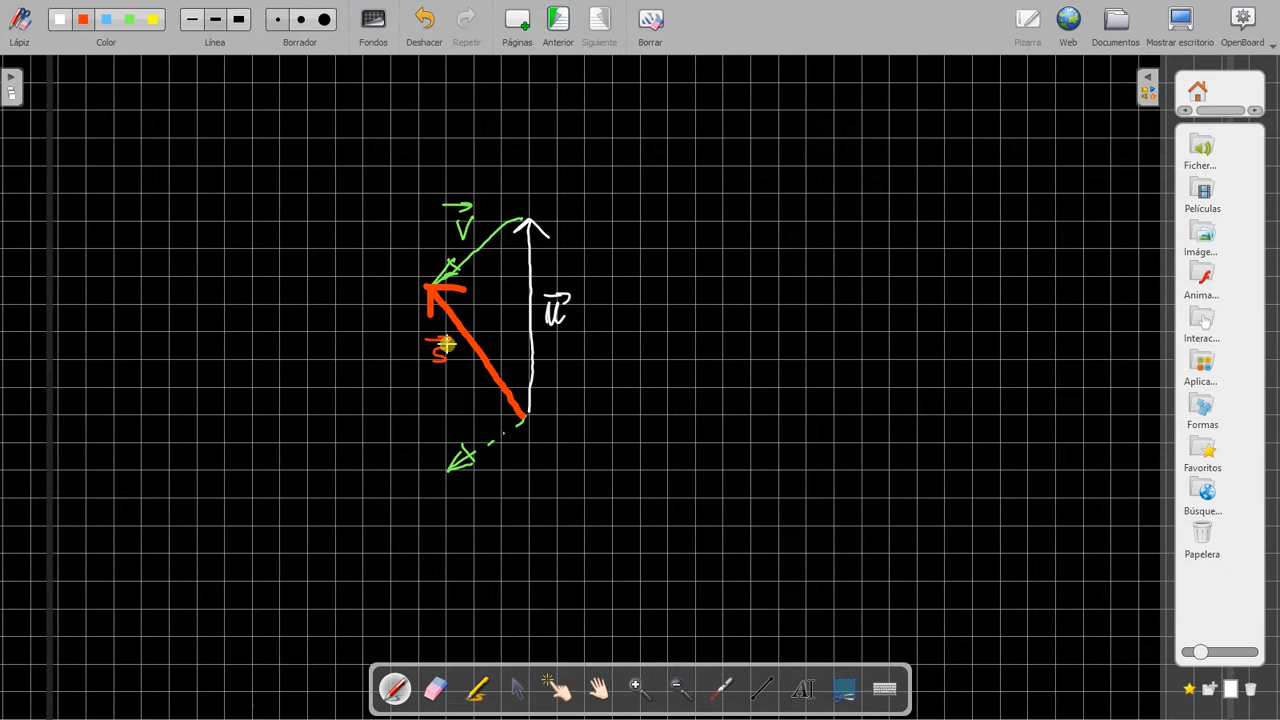 Lápiz Color Línea Borrador Fondos Deshacer Repetir Páginas Anterior Siguiente Borrar Pizarra Web Documentos Mostrar escritorio OpenBoard
Ficher...
Películas
Imáge...
Anima...
Interac...
Aplica...
Formas
Favoritos
Búsque...
Papelera
v
u
s
AI